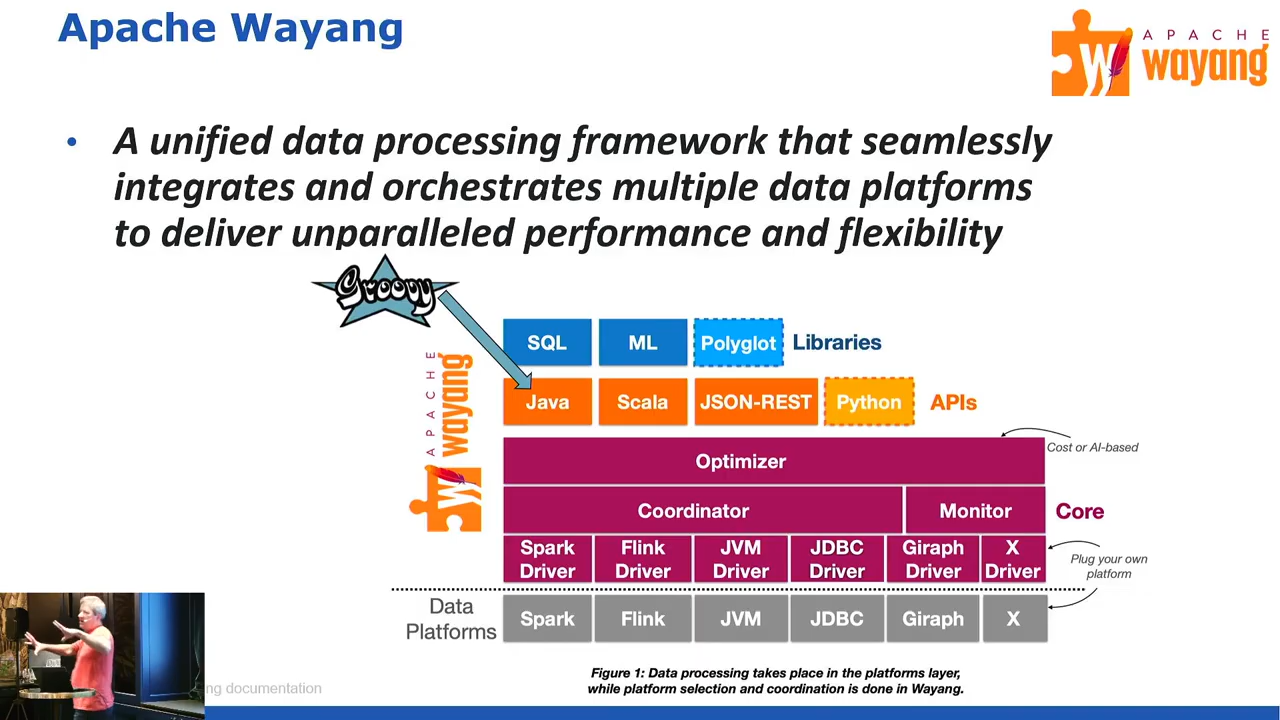 Apache Wayang
APACHE
wayang
• A unified data processing framework that seamlessly
integrates and orchestrates multiple data platforms
to deliver unparalleled performance and flexibility
Groovy
SQL ML Polyglot Libraries
APACHE
wayang
Java Scala JSON-REST Python APIs
Optimizer
Cost or AI-based
Coordinator Monitor Core
Spark Driver Flink Driver JVM Driver JDBC Driver Giraph Driver X Driver
Plug your own
platform
Data
Platforms
Spark Flink JVM JDBC Giraph X
Figure 1: Data processing takes place in the platforms layer,
while platform selection and coordination is done in Wayang.
documentation